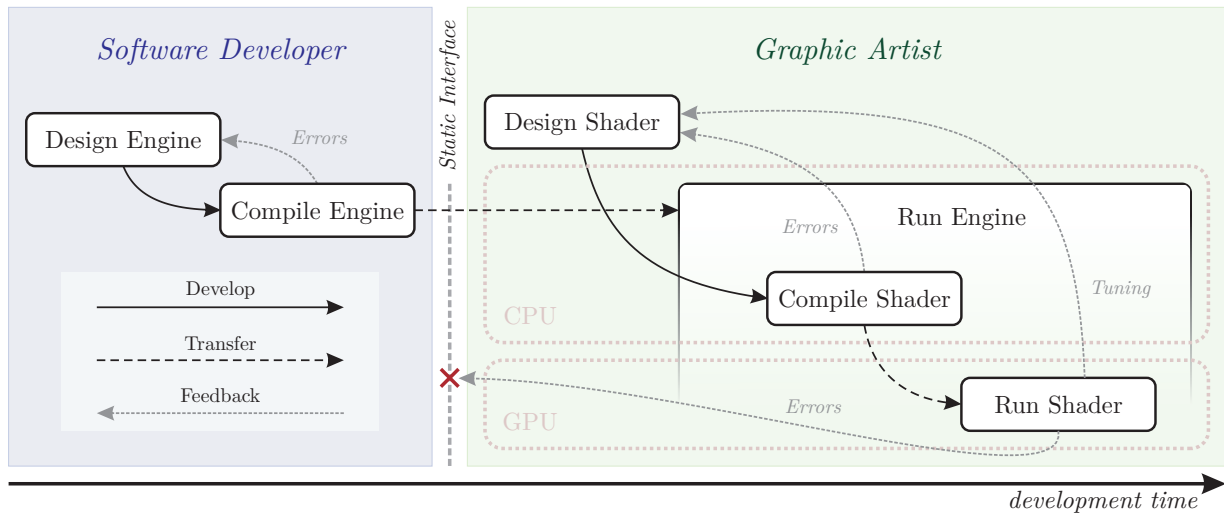 Software Developer
Static Interface
Graphic Artist
Design Engine
Errors
Compile Engine
Develop
Transfer
Feedback
Design Shader
Run Engine
Errors
Compile Shader
Tuning
CPU
Run Shader
Errors
GPU
development time